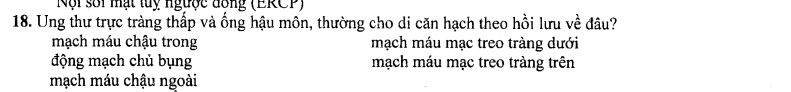 Nội soi mật tuỵ ngược dòng (ERCP)
18. Ung thư trực tràng thấp và ống hậu môn, thường cho di căn hạch theo hồi lưu về đâu?
mạch máu chậu trong
mạch máu mạc treo tràng dưới
động mạch chủ bụng
mạch máu mạc treo tràng trên
mạch máu chậu ngoài